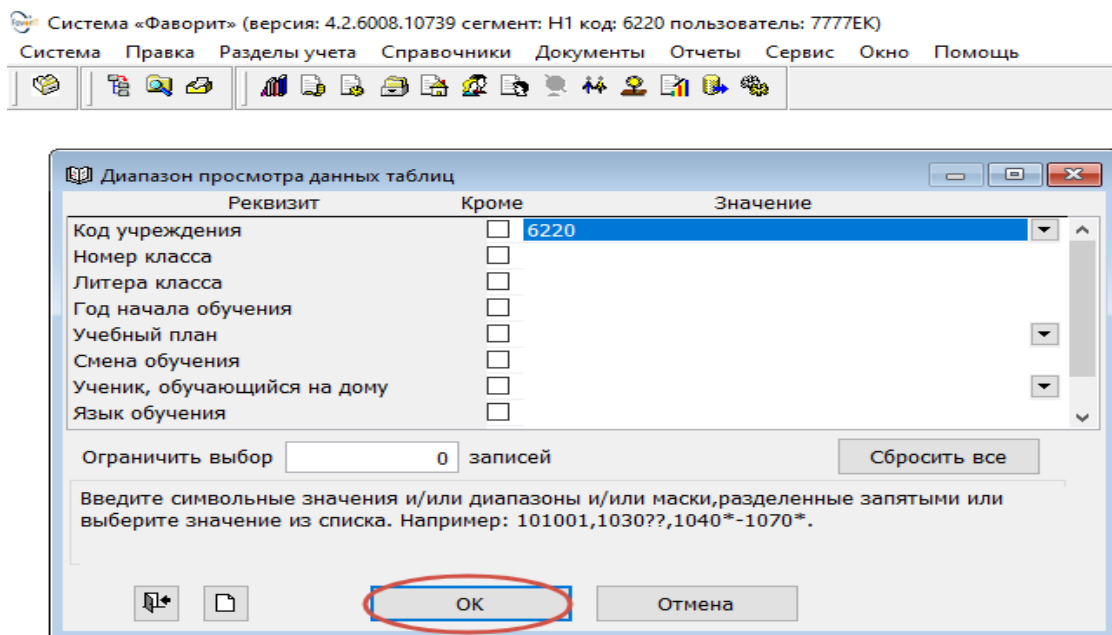 Система «Фаворит» (версия: 4.2.6008.10739 сегмент: Н1 код: 6220 пользователь: 7777ЕК)
Система Правка Разделы учета Справочники Документы Отчеты Сервис Окно Помощь
Диапазон просмотра данных таблиц
Реквизит Кроме Значение
Код учреждения 6220
Номер класса
Литера класса
Год начала обучения
Учебный план
Смена обучения
Ученик, обучающийся на дому
Язык обучения
Ограничить выбор 0 записей Сбросить все
Введите символьные значения и/или диапазоны и/или маски,разделенные запятыми или
выберите значение из списка. Например: 101001,1030??,1040*-1070*.
ОК Отмена